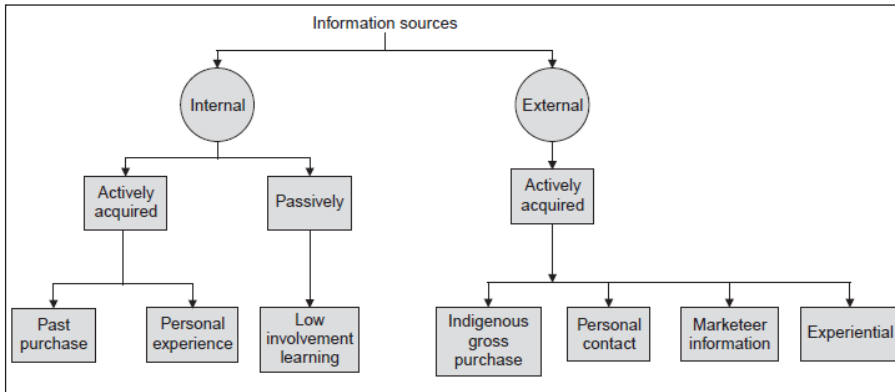 Information sources
Internal
External
Actively
acquired
Passively
Actively
acquired
Past
purchase
Personal
experience
Low
involvement
learning
Indigenous
gross
purchase
Personal
contact
Marketeer
information
Experiential